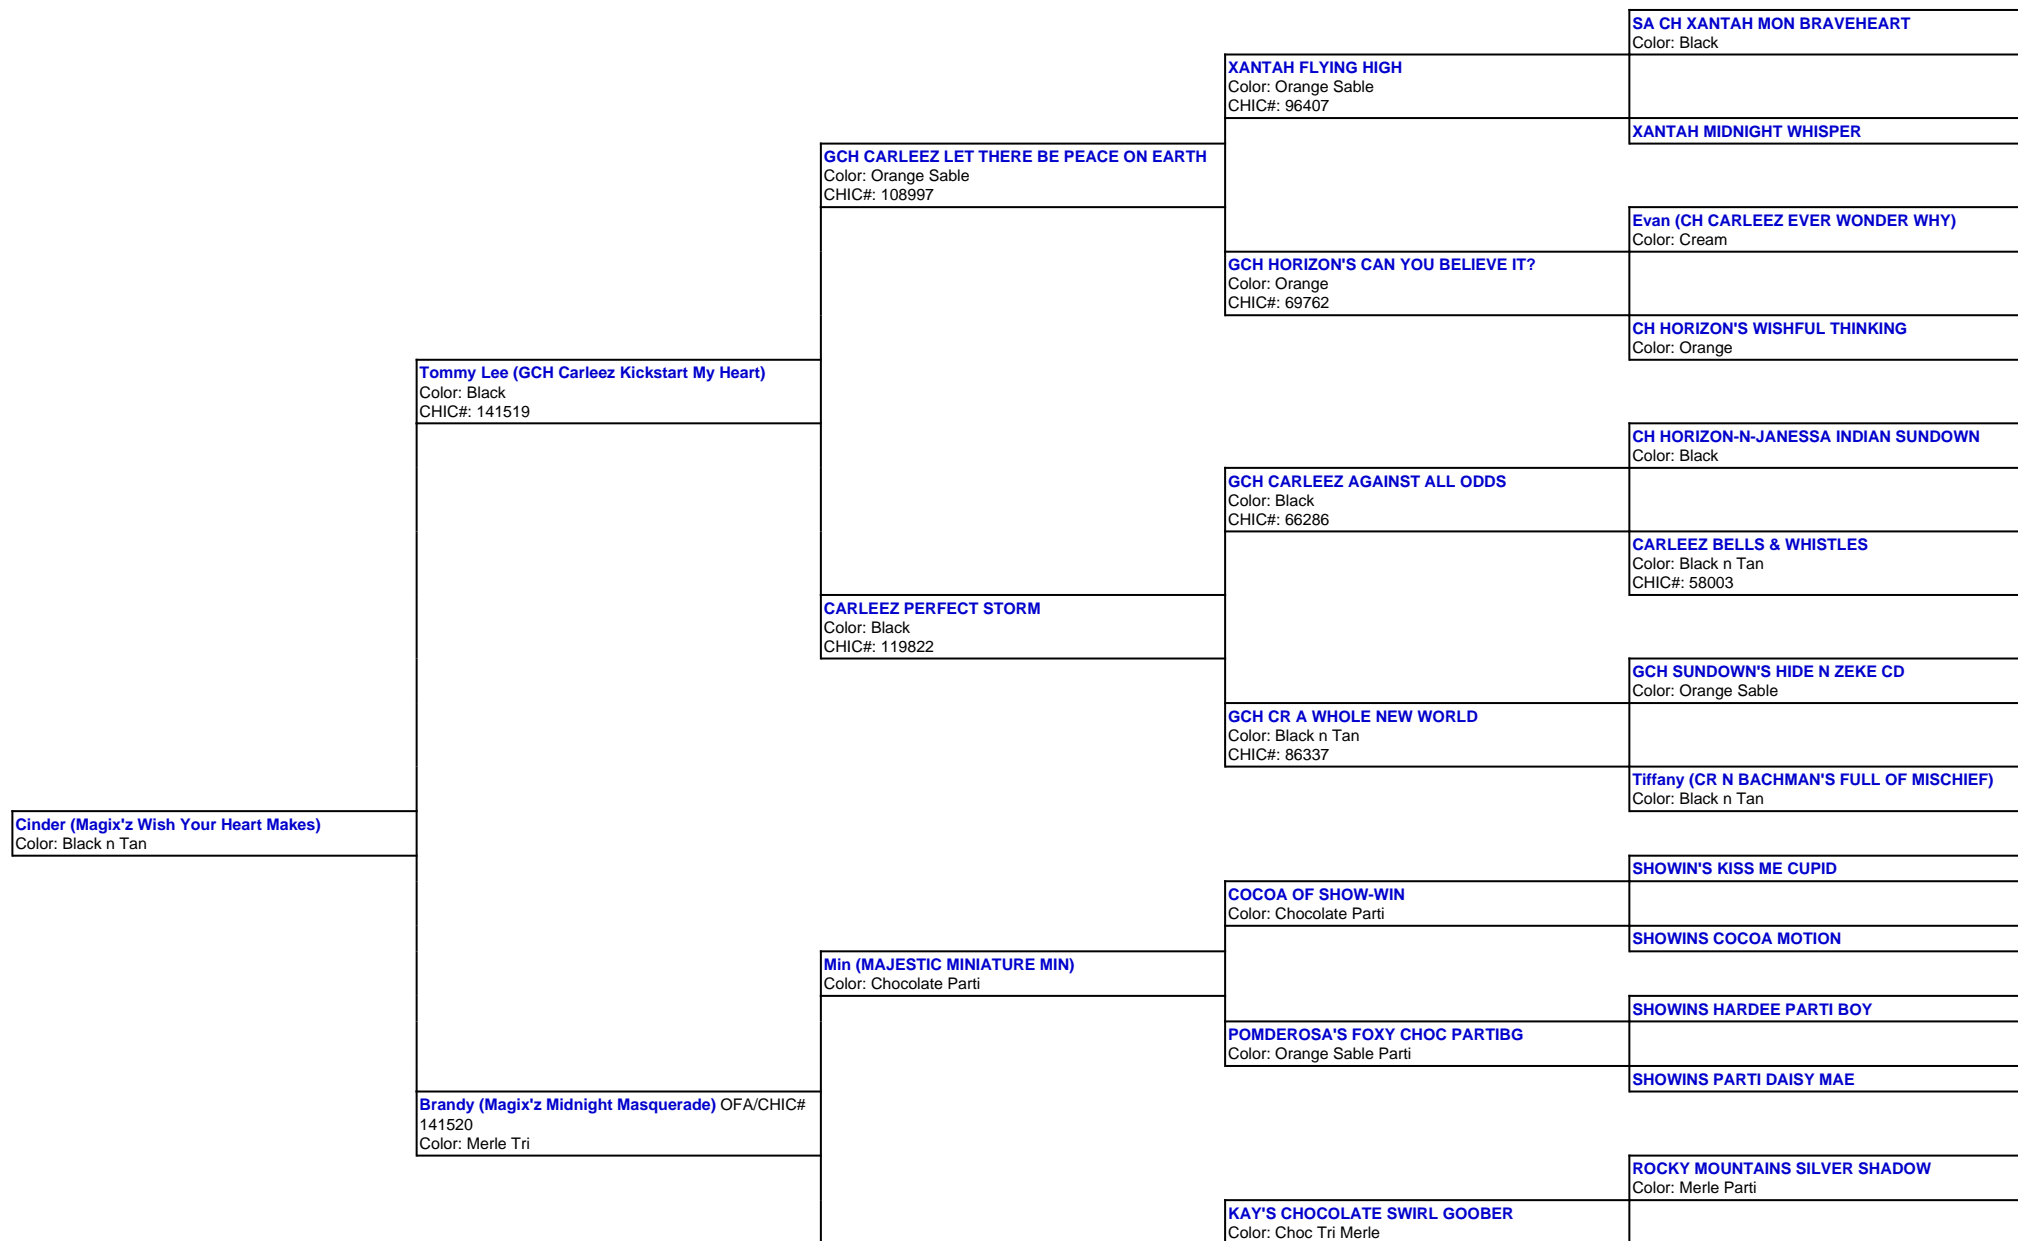 SA CH XANTAH MON BRAVEHEART
Color: Black
XANTAH FLYING HIGH
Color: Orange Sable
CHIC#: 96407
XANTAH MIDNIGHT WHISPER
GCH CARLEEZ LET THERE BE PEACE ON EARTH
Color: Orange Sable
CHIC#: 108997
Evan (CH CARLEEZ EVER WONDER WHY)
Color: Cream
GCH HORIZON'S CAN YOU BELIEVE IT?
Color: Orange
CHIC#: 69762
CH HORIZON'S WISHFUL THINKING
Color: Orange
Tommy Lee (GCH Carleez Kickstart My Heart)
Color: Black
CHIC#: 141519
CH HORIZON-N-JANESSA INDIAN SUNDOWN
Color: Black
GCH CARLEEZ AGAINST ALL ODDS
Color: Black
CHIC#: 66286
CARLEEZ BELLS & WHISTLES
Color: Black n Tan
CHIC#: 58003
CARLEEZ PERFECT STORM
Color: Black
CHIC#: 119822
GCH SUNDOWN'S HIDE N ZEKE CD
Color: Orange Sable
GCH CR A WHOLE NEW WORLD
Color: Black n Tan
CHIC#: 86337
Tiffany (CR N BACHMAN'S FULL OF MISCHIEF)
Color: Black n Tan
Cinder (Magix'z Wish Your Heart Makes)
Color: Black n Tan
SHOWIN'S KISS ME CUPID
COCOA OF SHOW-WIN
Color: Chocolate Parti
SHOWINS COCOA MOTION
Min (MAJESTIC MINIATURE MIN)
Color: Chocolate Parti
SHOWINS HARDEE PARTI BOY
POMDEROSA'S FOXY CHOC PARTIBG
Color: Orange Sable Parti
SHOWINS PARTI DAISY MAE
Brandy (Magix'z Midnight Masquerade) OFA/CHIC#
141520
Color: Merle Tri
ROCKY MOUNTAINS SILVER SHADOW
Color: Merle Parti
KAY'S CHOCOLATE SWIRL GOOBER
Color: Choc Tri Merle